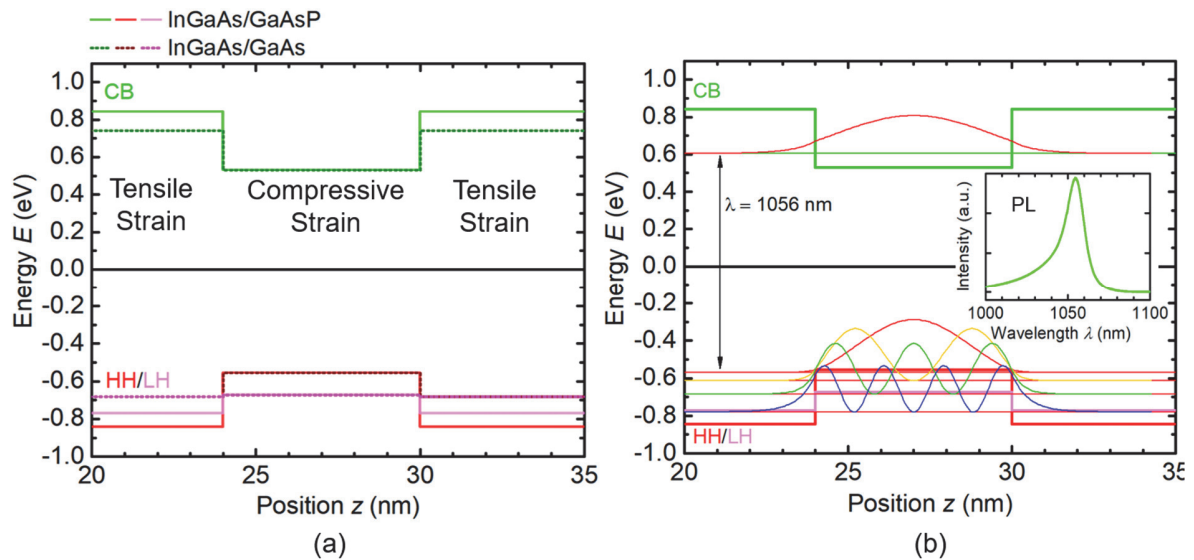 InGaAs/GaAsP
InGaAs/GaAs
1.0
0.8
0.6
0.4
0.2
0.0
-0.2
-0.4
-0.6
-0.8
-1.0
Energy E (eV)
CB
Tensile
Strain
Compressive
Strain
Tensile
Strain
HH/LH
20
25
30
35
Position z (nm)
(a)
1.0
0.8
0.6
0.4
0.2
0.0
-0.2
-0.4
-0.6
-0.8
-1.0
Energy E (eV)
CB
λ = 1056 nm
PL
Intensity (a.u.)
1000
1050
1100
Wavelength λ (nm)
HH/LH
20
25
30
35
Position z (nm)
(b)